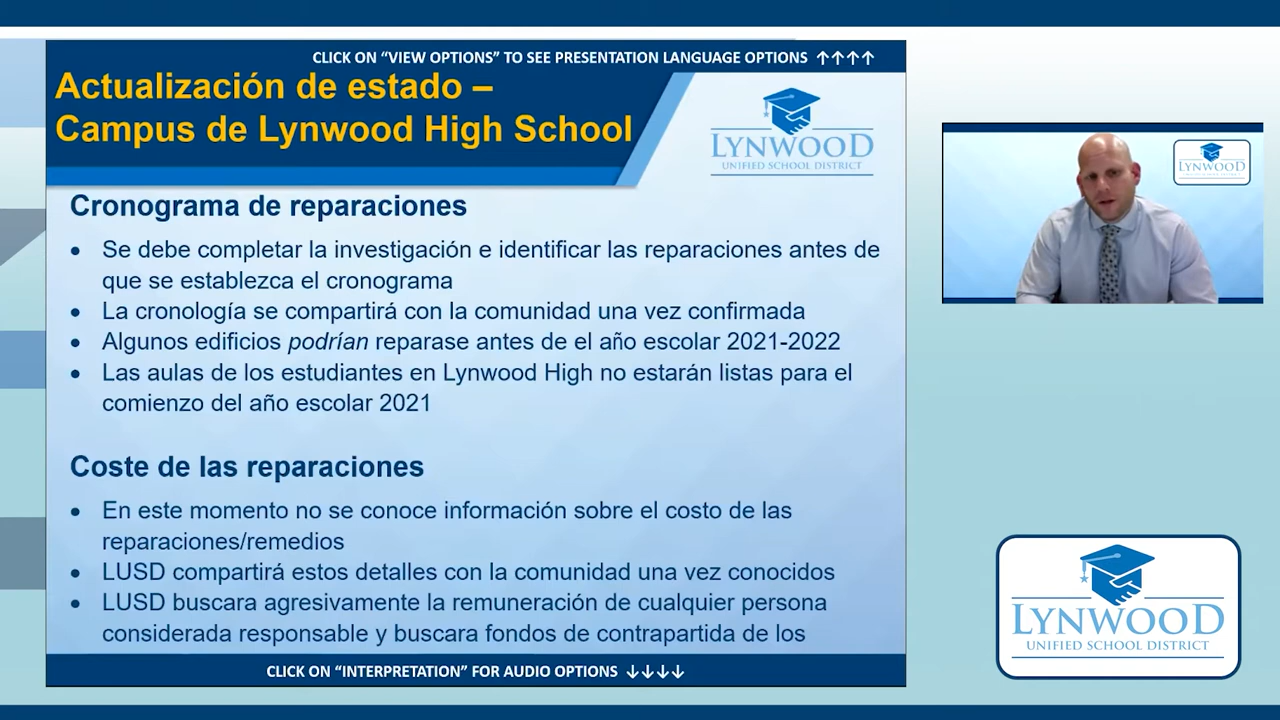 CLICK ON “VIEW OPTIONS” TO SEE PRESENTATION LANGUAGE OPTIONS ↑↑↑↑
Actualización de estado –
Campus de Lynwood High School
LYNWOOD
UNIFIED SCHOOL DISTRICT
Cronograma de reparaciones
• Se debe completar la investigación e identificar las reparaciones antes de
que se establezca el cronograma
• La cronología se compartirá con la comunidad una vez confirmada
• Algunos edificios podrían reparase antes de el año escolar 2021-2022
• Las aulas de los estudiantes en Lynwood High no estarán listas para el
comienzo del año escolar 2021
Coste de las reparaciones
• En este momento no se conoce información sobre el costo de las
reparaciones/remedios
• LUSD compartirá estos detalles con la comunidad una vez conocidos
• LUSD buscara agresivamente la remuneración de cualquier persona
considerada responsable y buscara fondos de contrapartida de los
CLICK ON “INTERPRETATION” FOR AUDIO OPTIONS ↓↓↓↓
LYNWOOD
LYNWOOD
UNIFIED SCHOOL DISTRICT